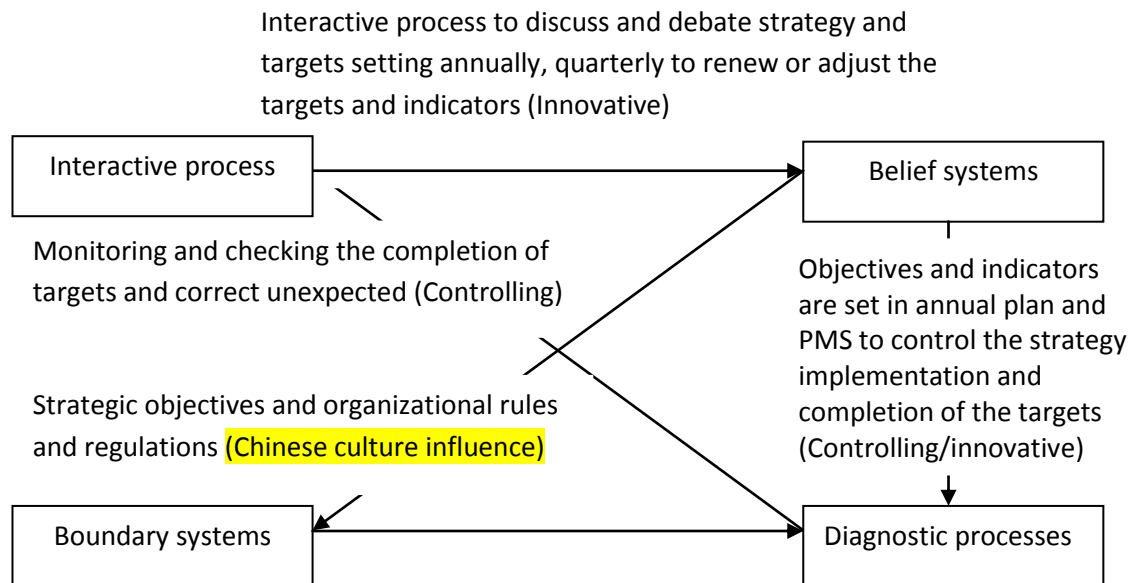 Interactive process to discuss and debate strategy and
targets setting annually, quarterly to renew or adjust the
targets and indicators (Innovative)
Interactive process
Belief systems
Monitoring and checking the completion of
targets and correct unexpected (Controlling)
Objectives and indicators
are set in annual plan and
PMS to control the strategy
implementation and
completion of the targets
(Controlling/innovative)
Strategic objectives and organizational rules
and regulations (Chinese culture influence)
Boundary systems
Diagnostic processes